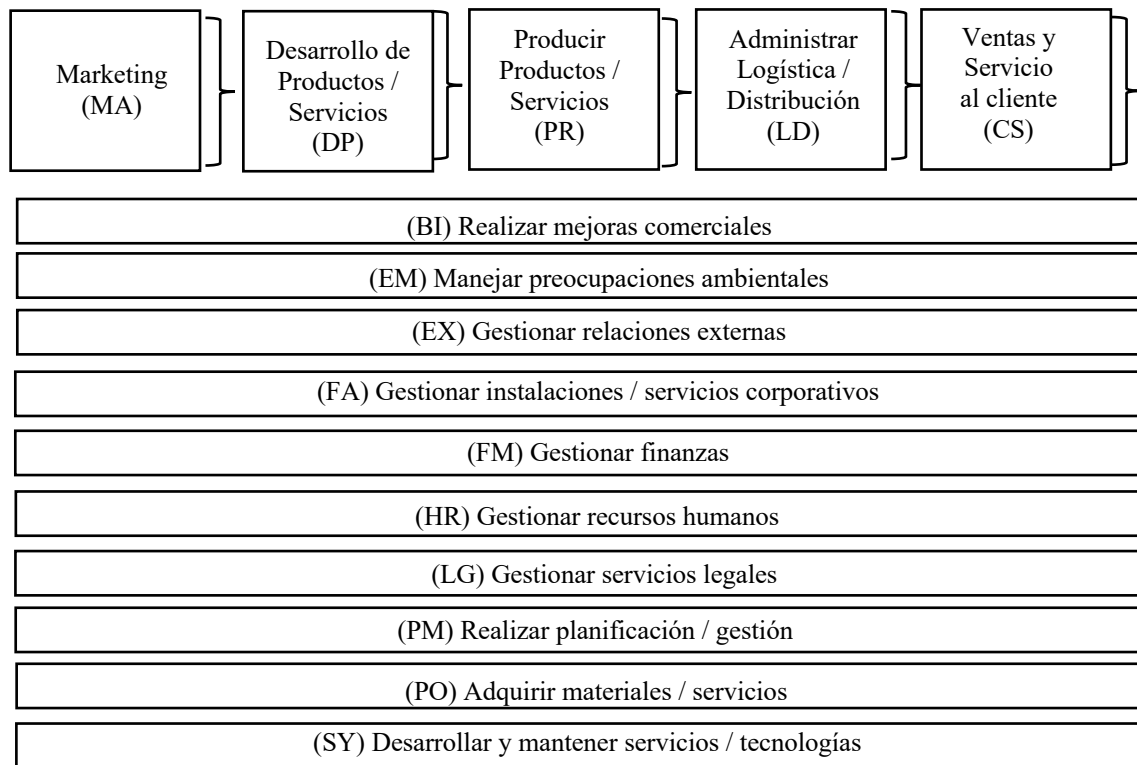 Marketing
(MA)
Desarrollo de
Productos /
Servicios
(DP)
Producir
Productos /
Servicios
(PR)
Administrar
Logística /
Distribución
(LD)
Ventas y
Servicio
al cliente
(CS)
(BI) Realizar mejoras comerciales
(EM) Manejar preocupaciones ambientales
(EX) Gestionar relaciones externas
(FA) Gestionar instalaciones / servicios corporativos
(FM) Gestionar finanzas
(HR) Gestionar recursos humanos
(LG) Gestionar servicios legales
(PM) Realizar planificación / gestión
(PO) Adquirir materiales / servicios
(SY) Desarrollar y mantener servicios / tecnologías